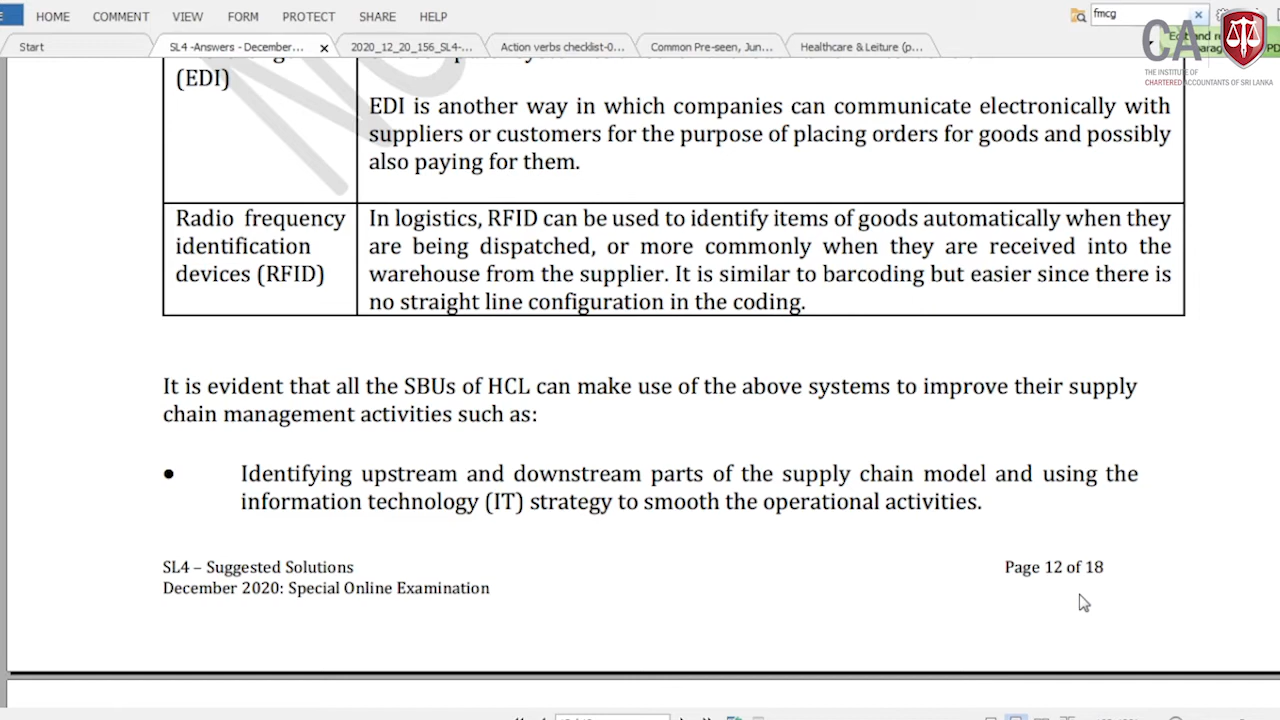 HOME COMMENT VIEW FORM PROTECT SHARE HELP
fmcg
Start
SL4 -Answers - December...
2020_12_20_156_SL4-...
Action verbs checklist-0...
Common Pre-seen, Jun...
Healthcare & Leiture (p...
CA
THE INSTITUTE OF
CHARTERED ACCOUNTANTS OF SRI LANKA
(EDI)
EDI is another way in which companies can communicate electronically with
suppliers or customers for the purpose of placing orders for goods and possibly
also paying for them.
Radio frequency
identification
devices (RFID)
In logistics, RFID can be used to identify items of goods automatically when they
are being dispatched, or more commonly when they are received into the
warehouse from the supplier. It is similar to barcoding but easier since there is
no straight line configuration in the coding.
It is evident that all the SBUs of HCL can make use of the above systems to improve their supply
chain management activities such as:
• Identifying upstream and downstream parts of the supply chain model and using the
information technology (IT) strategy to smooth the operational activities.
SL4 – Suggested Solutions
December 2020: Special Online Examination
Page 12 of 18